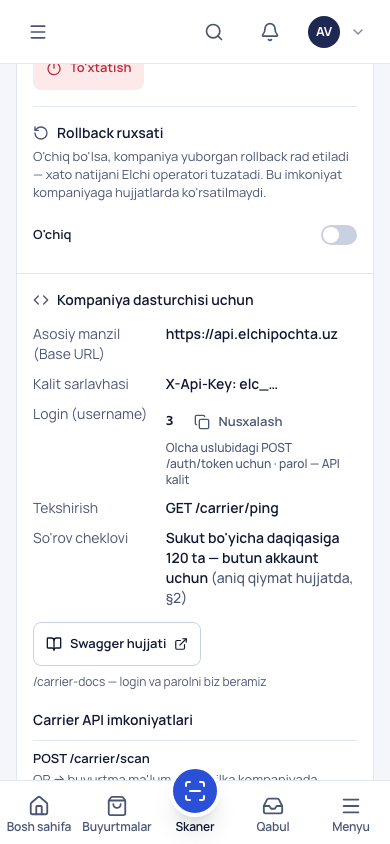 AV
To'xtatish
Rollback ruxsati
O'chiq bo'lsa, kompaniya yuborgan rollback rad etiladi
— xato natijani Elchi operatori tuzatadi. Bu imkoniyat
kompaniyaga hujjatlarda ko'rsatilmaydi.
O'chiq
Kompaniya dasturchisi uchun
Asosiy manzil
(Base URL)
https://api.elchipochta.uz
Kalit sarlavhasi
X-Api-Key: elc_…
Login (username)
3
Nusxalash
Olcha uslubidagi POST
/auth/token uchun · parol — API
kalit
Tekshirish
GET /carrier/ping
So'rov cheklovi
Sukut bo'yicha daqiqasiga
120 ta — butun akkaunt
uchun (aniq qiymat hujjatda,
§2)
Swagger hujjati
/carrier-docs — login va parolni biz beramiz
Carrier API imkoniyatlari
POST /carrier/scan
QR → buyurtma
Bosh sahifa
Buyurtmalar
Skaner
Qabul
Menyu